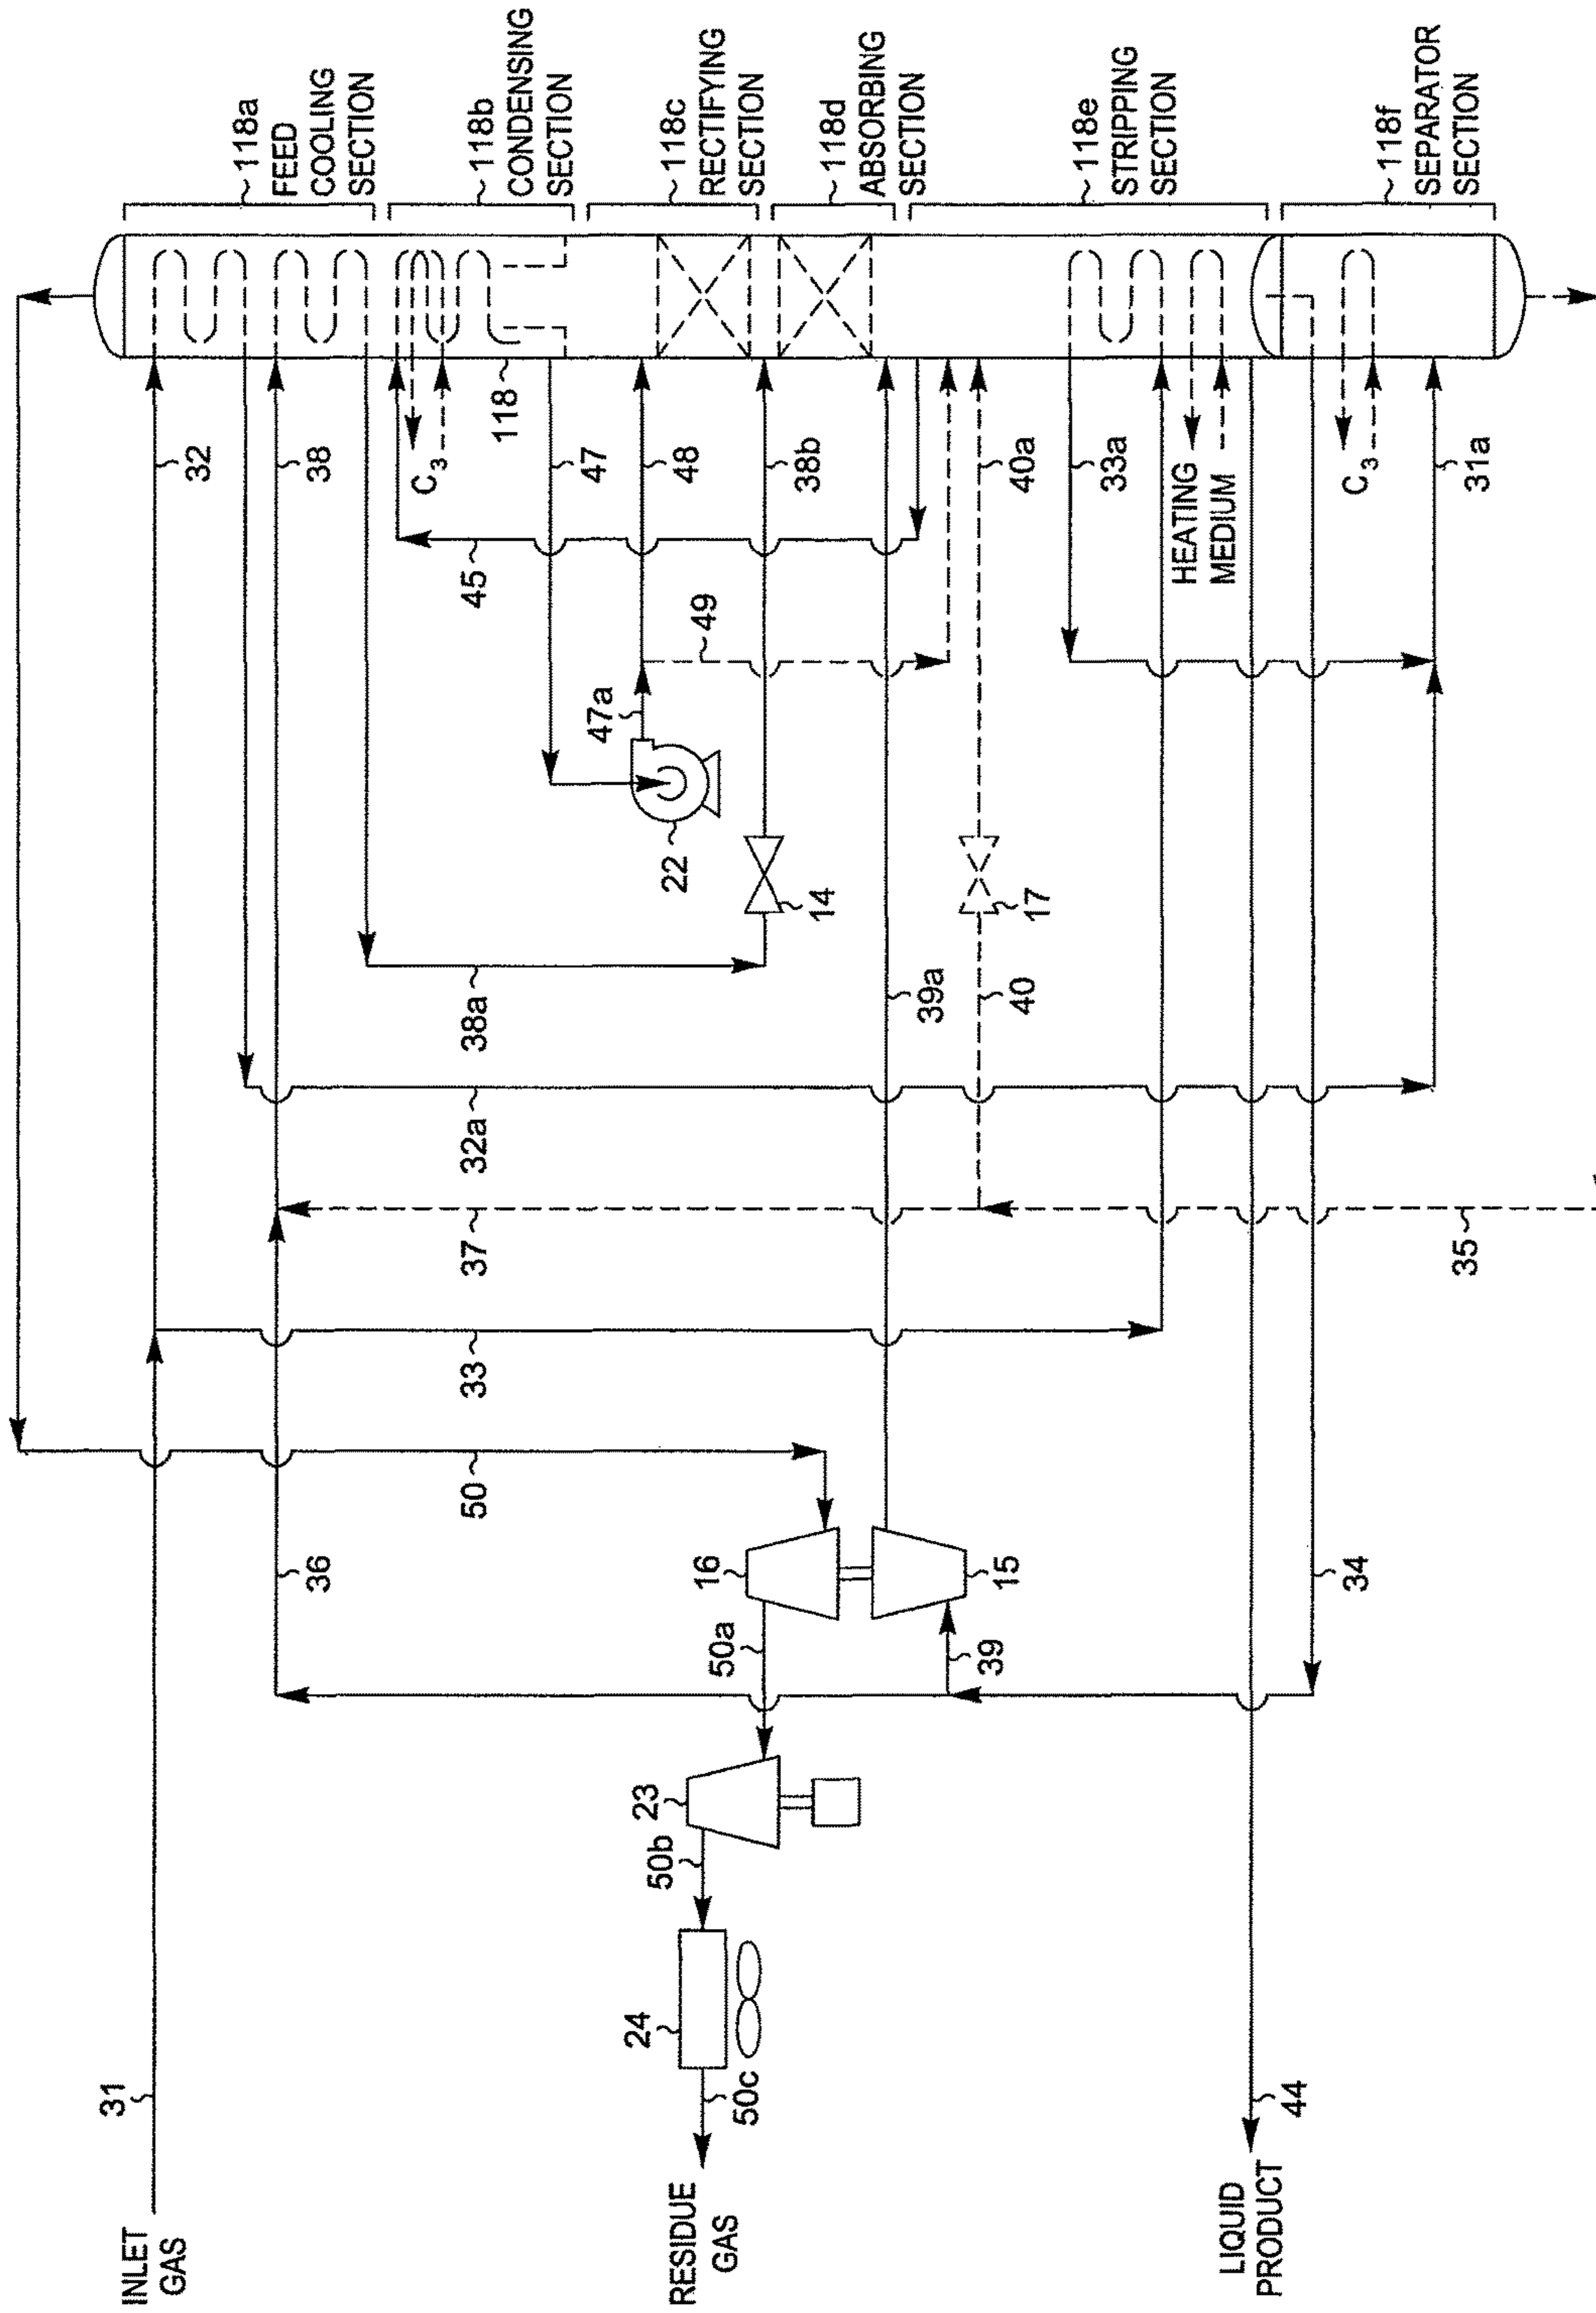 118a
FEED
COOLING
SECTION
118b
CONDENSING
SECTION
118c
RECTIFYING
SECTION
118d
ABSORBING
SECTION
118e
STRIPPING
SECTION
118f
SEPARATOR
SECTION
32
38
C3
118
47
48
38b
40a
33a
HEATING
MEDIUM
C3
31a
45
49
47a
22
14
17
38a
39a
40
32a
37
35
33
50
36
16
15
34
50a
39
23
50b
24
50c
31
44
INLET
GAS
RESIDUE
GAS
LIQUID
PRODUCT